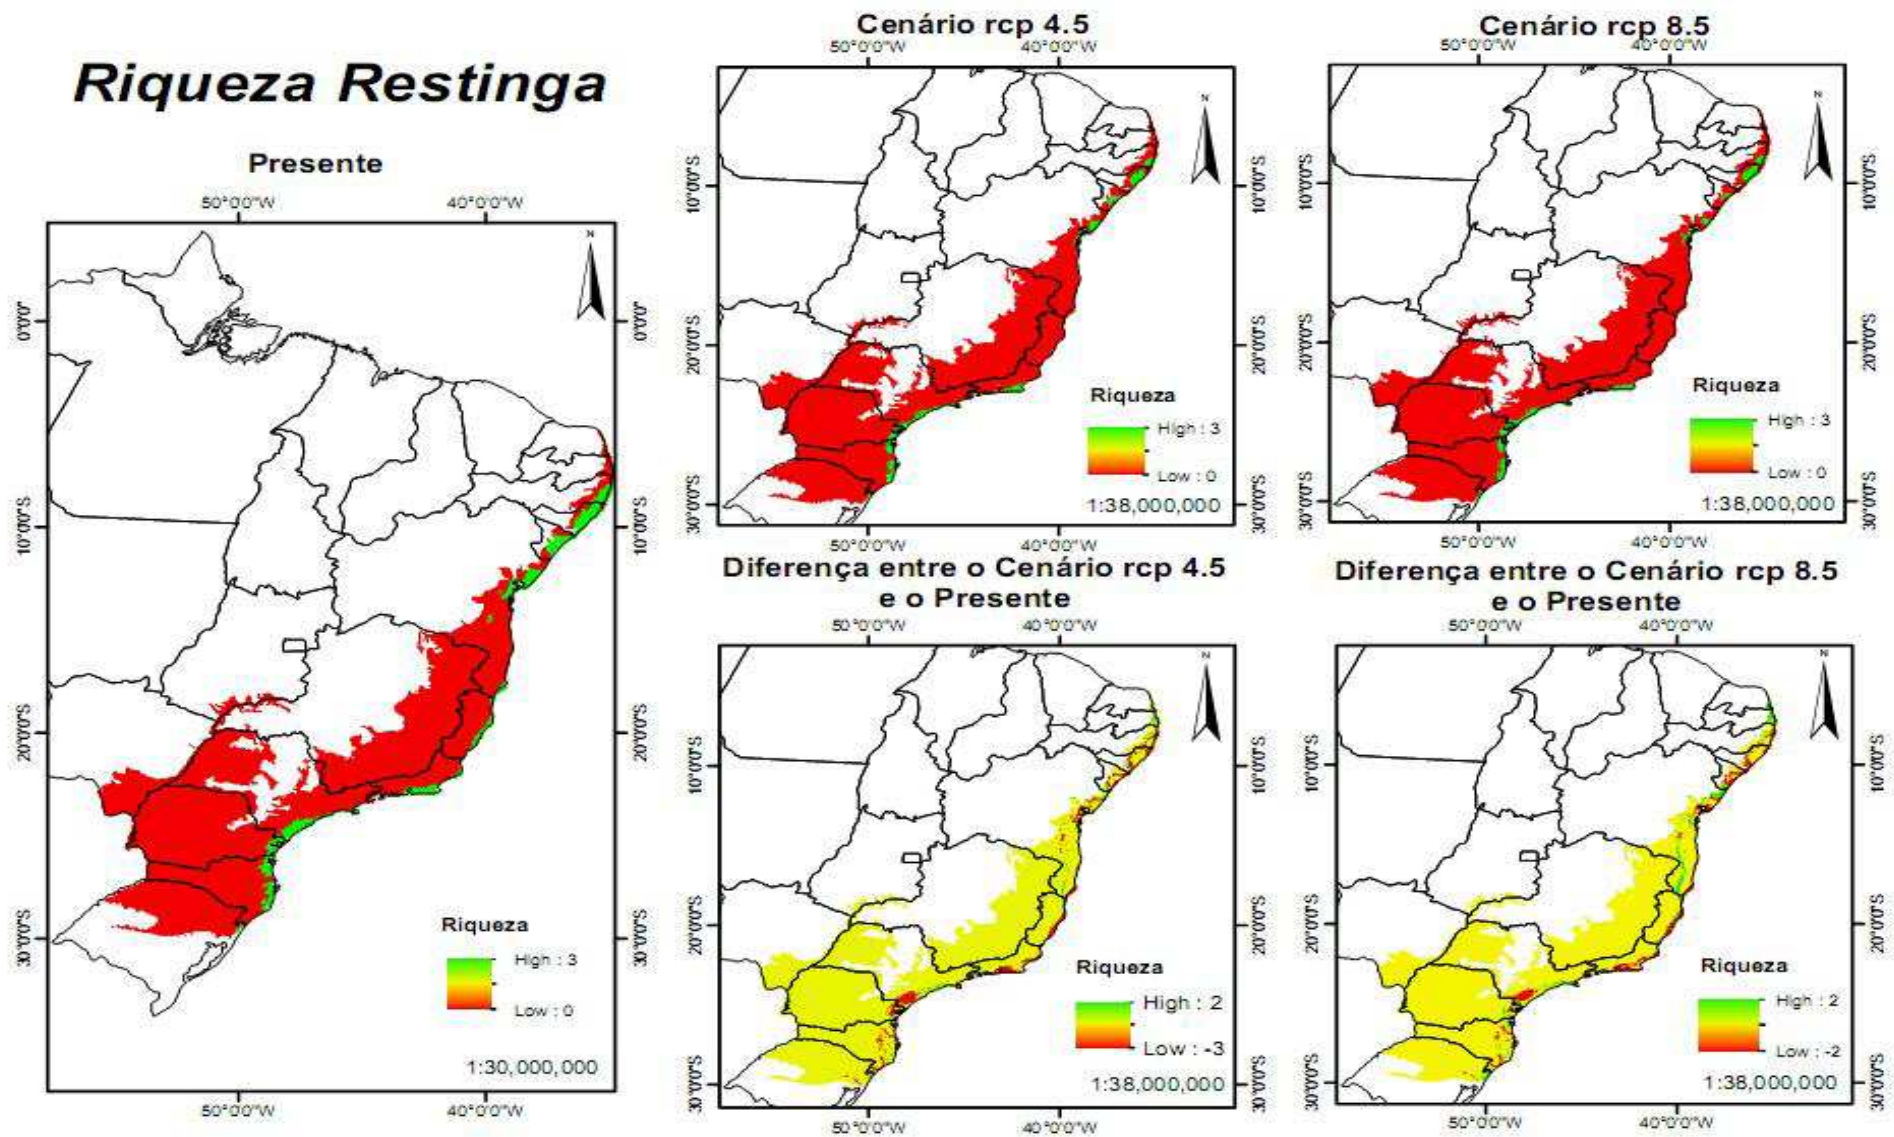 Riqueza Restinga
Presente
50°0'0"W 40°0'0"W
N
0°0'0" 0°0'0"
10°0'0"S 10°0'0"S
20°0'0"S 20°0'0"S
30°0'0"S 30°0'0"S
Riqueza
High : 3
Low : 0
1:30,000,000
50°0'0"W 40°0'0"W
Cenário rcp 4.5
50°0'0"W 40°0'0"W
N
10°0'0"S 10°0'0"S
20°0'0"S 20°0'0"S
30°0'0"S 30°0'0"S
Riqueza
High : 3
Low : 0
1:38,000,000
50°0'0"W 40°0'0"W
Cenário rcp 8.5
50°0'0"W 40°0'0"W
N
10°0'0"S 10°0'0"S
20°0'0"S 20°0'0"S
30°0'0"S 30°0'0"S
Riqueza
High : 3
Low : 0
1:38,000,000
50°0'0"W 40°0'0"W
Diferença entre o Cenário rcp 4.5
e o Presente
50°0'0"W 40°0'0"W
N
10°0'0"S 10°0'0"S
20°0'0"S 20°0'0"S
30°0'0"S 30°0'0"S
Riqueza
High : 2
Low : -3
1:38,000,000
50°0'0"W 40°0'0"W
Diferença entre o Cenário rcp 8.5
e o Presente
50°0'0"W 40°0'0"W
N
10°0'0"S 10°0'0"S
20°0'0"S 20°0'0"S
30°0'0"S 30°0'0"S
Riqueza
High : 2
Low : -2
1:38,000,000
50°0'0"W 40°0'0"W